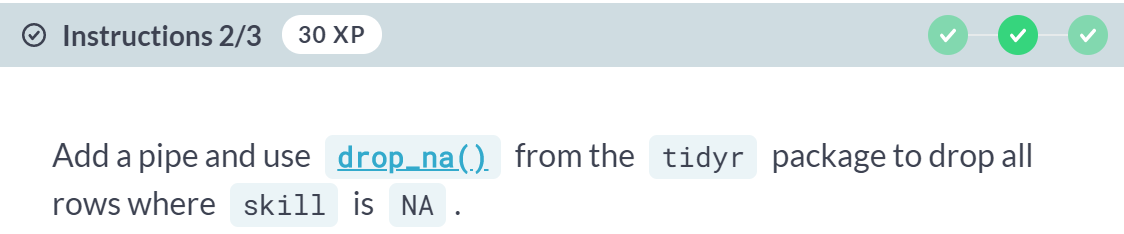 Instructions 2/3 30 XP
Add a pipe and use drop_na() from the tidyr package to drop all
rows where skill is NA .